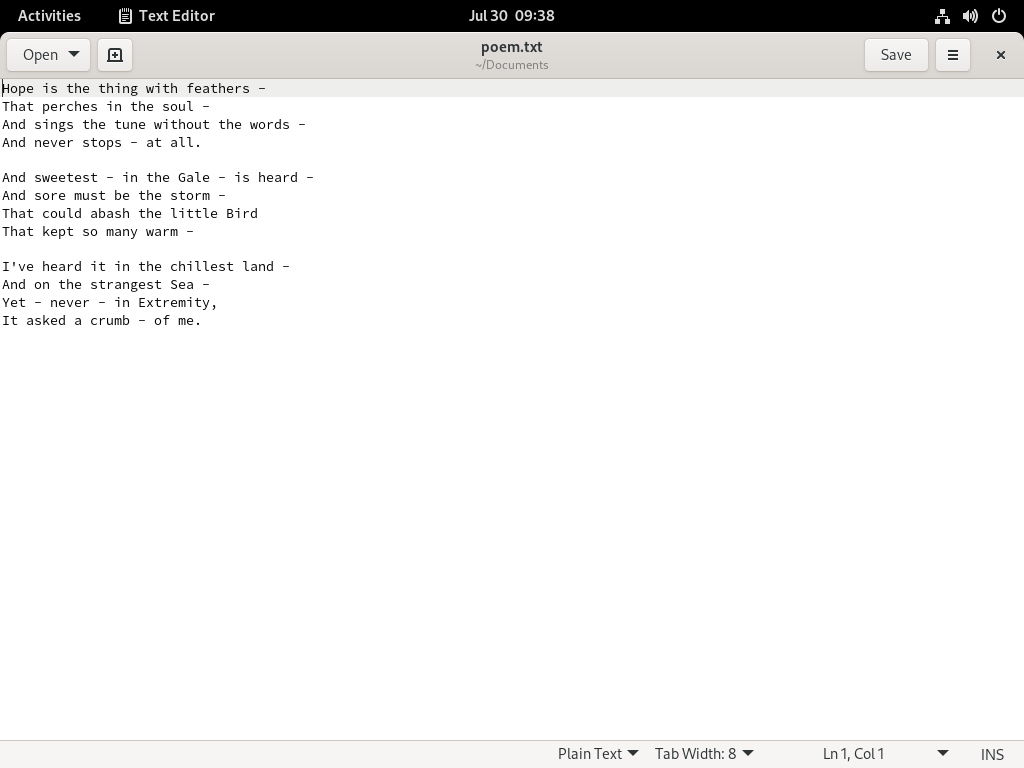 Activities
Text Editor
Jul 30 09:38
Open
poem.txt
~/Documents
Save
Hope is the thing with feathers –
That perches in the soul –
And sings the tune without the words –
And never stops – at all.

And sweetest – in the Gale – is heard –
And sore must be the storm –
That could abash the little Bird
That kept so many warm –

I've heard it in the chillest land –
And on the strangest Sea –
Yet – never – in Extremity,
It asked a crumb – of me.
Plain Text
Tab Width: 8
Ln 1, Col 1
INS